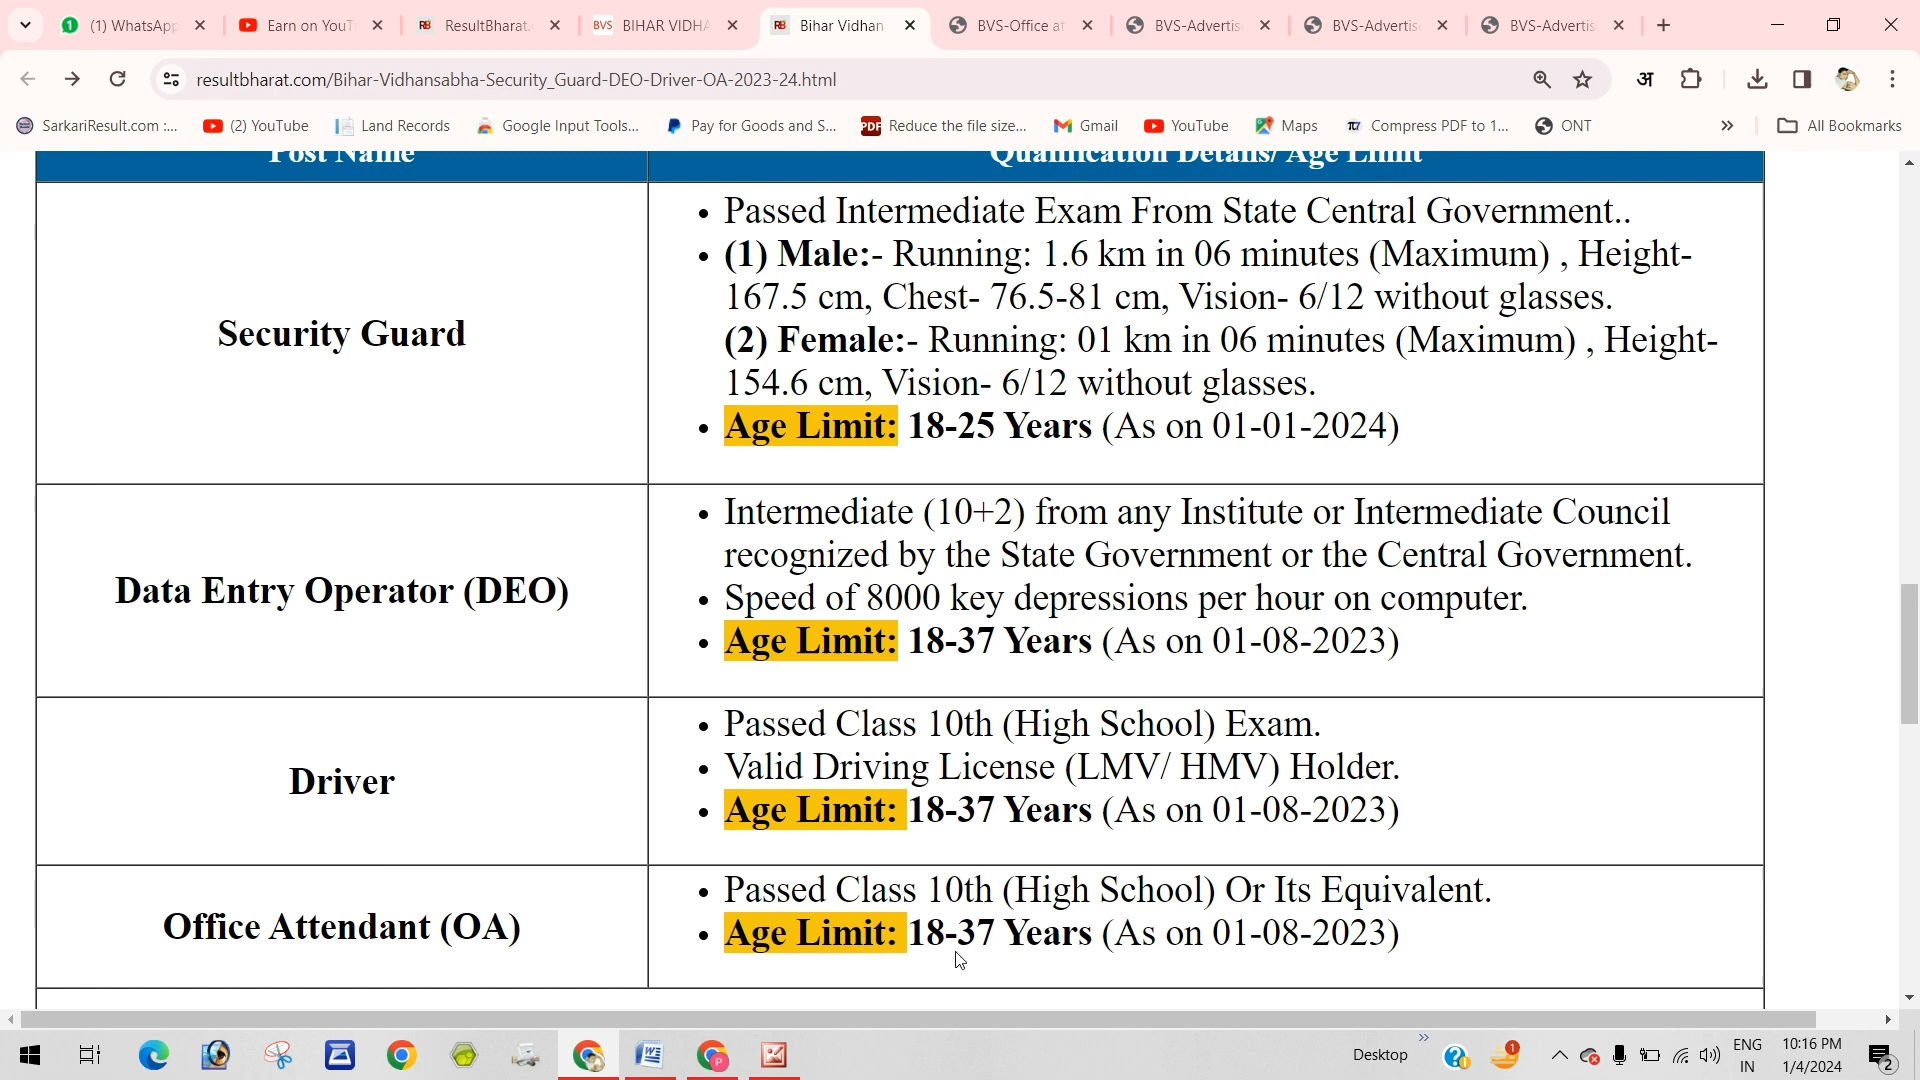 (1) WhatsApp
Earn on YouT
ResultBharat.
BVS BIHAR VIDHA
Bihar Vidhan
BVS-Office at
BVS-Advertis
BVS-Advertis
BVS-Advertis
resultbharat.com/Bihar-Vidhansabha-Security_Guard-DEO-Driver-OA-2023-24.html
अ
SarkariResult.com :...
(2) YouTube
Land Records
Google Input Tools...
Pay for Goods and S...
PDF Reduce the file size...
Gmail
YouTube
Maps
Compress PDF to 1...
ONT
All Bookmarks
Post Name
Qualification Details/ Age Limit
Security Guard
• Passed Intermediate Exam From State Central Government..
• (1) Male:- Running: 1.6 km in 06 minutes (Maximum) , Height-
167.5 cm, Chest- 76.5-81 cm, Vision- 6/12 without glasses.
(2) Female:- Running: 01 km in 06 minutes (Maximum) , Height-
154.6 cm, Vision- 6/12 without glasses.
• Age Limit: 18-25 Years (As on 01-01-2024)
Data Entry Operator (DEO)
• Intermediate (10+2) from any Institute or Intermediate Council
recognized by the State Government or the Central Government.
• Speed of 8000 key depressions per hour on computer.
• Age Limit: 18-37 Years (As on 01-08-2023)
Driver
• Passed Class 10th (High School) Exam.
• Valid Driving License (LMV/ HMV) Holder.
• Age Limit: 18-37 Years (As on 01-08-2023)
Office Attendant (OA)
• Passed Class 10th (High School) Or Its Equivalent.
• Age Limit: 18-37 Years (As on 01-08-2023)
Desktop
1
ENG
IN
10:16 PM
1/4/2024
2